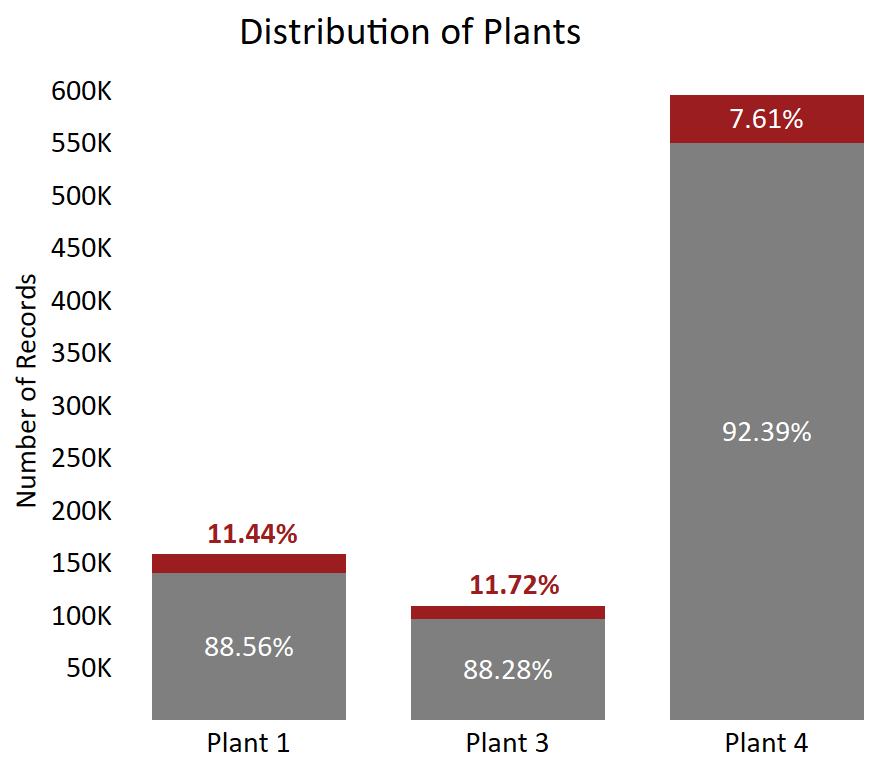 Distribution of Plants
Number of Records
600K
550K
500K
450K
400K
350K
300K
250K
200K
150K
100K
50K
11.44%
88.56%
11.72%
88.28%
7.61%
92.39%
Plant 1
Plant 3
Plant 4